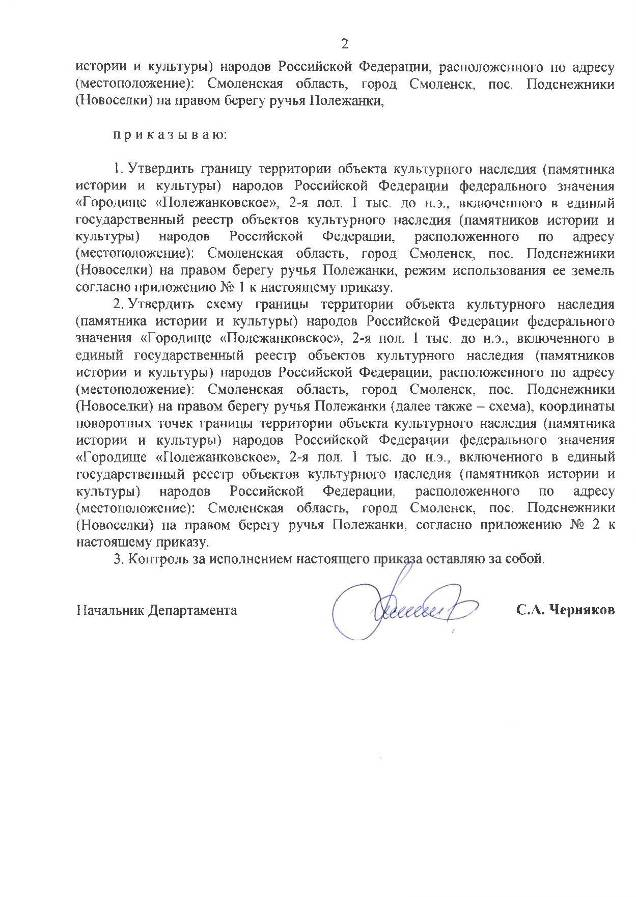 2
истории и культуры) народов Российской Федерации, расположенного по адресу
(местоположение): Смоленская область, город Смоленск, пос. Подснежники
(Новоселки) на правом берегу ручья Полежанки,
п р и к а з ы в а ю:
1. Утвердить границу территории объекта культурного наследия (памятника
истории и культуры) народов Российской Федерации федерального значения
«Городище «Полежанковское», 2-я пол. I тыс. до н.э., включенного в единый
государственный реестр объектов культурного наследия (памятников истории и
культуры) народов Российской Федерации, расположенного по адресу
(местоположение): Смоленская область, город Смоленск, пос. Подснежники
(Новоселки) на правом берегу ручья Полежанки, режим использования ее земель
согласно приложению № 1 к настоящему приказу.
2. Утвердить схему границы территории объекта культурного наследия
(памятника истории и культуры) народов Российской Федерации федерального
значения «Городище «Полежанковское», 2-я пол. I тыс. до н.э., включенного в
единый государственный реестр объектов культурного наследия (памятников
истории и культуры) народов Российской Федерации, расположенного по адресу
(местоположение): Смоленская область, город Смоленск, пос. Подснежники
(Новоселки) на правом берегу ручья Полежанки (далее также – схема), координаты
поворотных точек границы территории объекта культурного наследия (памятника
истории и культуры) народов Российской Федерации федерального значения
«Городище «Полежанковское», 2-я пол. I тыс. до н.э., включенного в единый
государственный реестр объектов культурного наследия (памятников истории и
культуры) народов Российской Федерации, расположенного по адресу
(местоположение): Смоленская область, город Смоленск, пос. Подснежники
(Новоселки) на правом берегу ручья Полежанки, согласно приложению № 2 к
настоящему приказу.
3. Контроль за исполнением настоящего приказа оставляю за собой.
Начальник Департамента С.А. Черняков